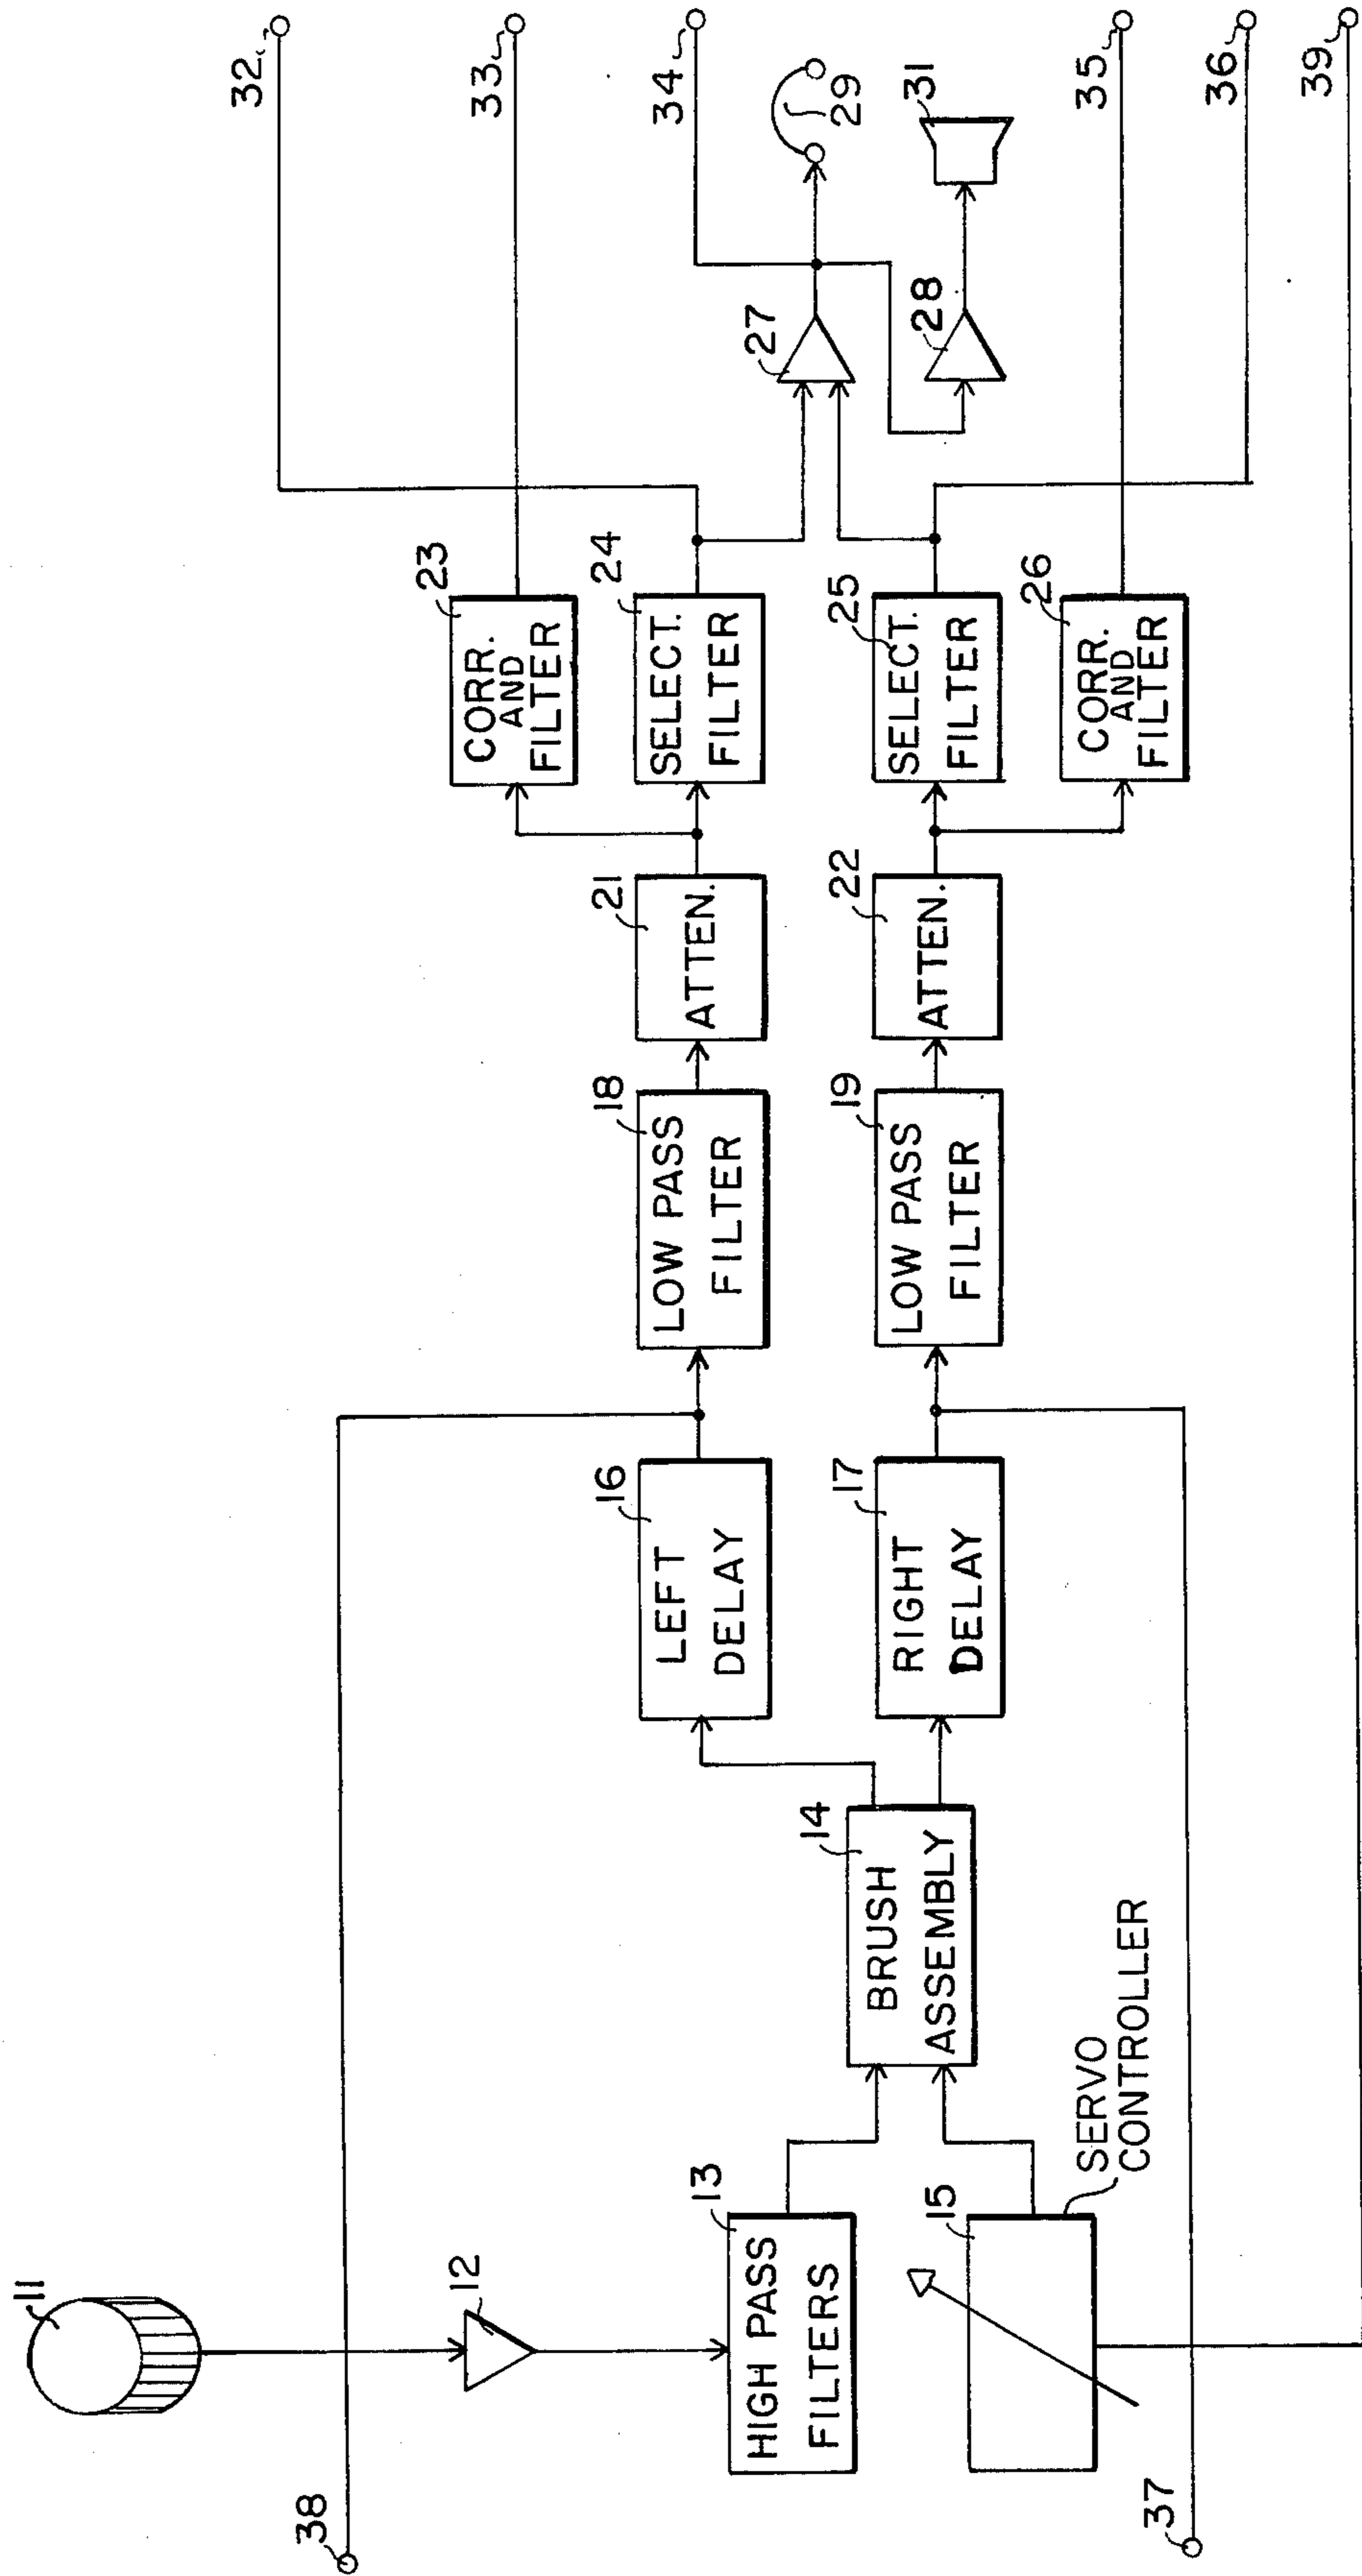 11
38
12
13
HIGH PASS
FILTERS
15
SERVO
CONTROLLER
37
14
BRUSH
ASSEMBLY
16
LEFT
DELAY
17
RIGHT
DELAY
18
LOW PASS
FILTER
19
LOW PASS
FILTER
21
ATTEN.
22
ATTEN.
23
CORR.
AND
FILTER
24
SELECT.
FILTER
25
SELECT.
FILTER
26
CORR.
AND
FILTER
27
28
29
31
32
33
34
35
36
39